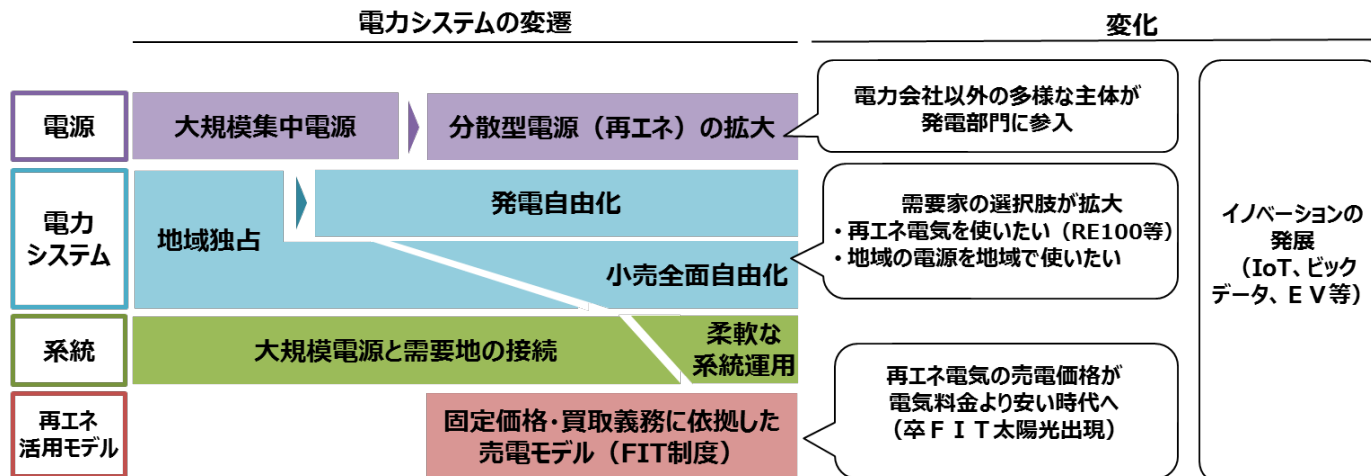 電力システムの変遷
変化
電源
大規模集中電源
分散型電源（再エネ）の拡大
電力会社以外の多様な主体が
発電部門に参入
電力
システム
地域独占
発電自由化
小売全面自由化
需要家の選択肢が拡大
・再エネ電気を使いたい（RE100等）
・地域の電源を地域で使いたい
系統
大規模電源と需要地の接続
柔軟な
系統運用
再エネ
活用モデル
固定価格・買取義務に依拠した
売電モデル（FIT制度）
再エネ電気の売電価格が
電気料金より安い時代へ
（卒ＦＩＴ太陽光出現）
イノベーションの
発展
（IoT、ビック
データ、ＥＶ等）